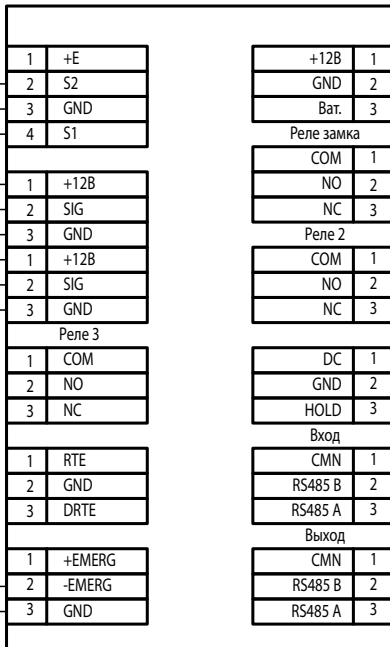 1 +E
2 S2
3 GND
4 S1
1 +12В
2 SIG
3 GND
1 +12В
2 SIG
3 GND
Реле 3
1 COM
2 NO
3 NC
1 RTE
2 GND
3 DRTE
1 +EMERG
2 -EMERG
3 GND
+12В 1
GND 2
Bat. 3
Реле замка
COM 1
NO 2
NC 3
Реле 2
COM 1
NO 2
NC 3
DC 1
GND 2
HOLD 3
Вход
CMN 1
RS485 B 2
RS485 A 3
Выход
CMN 1
RS485 B 2
RS485 A 3